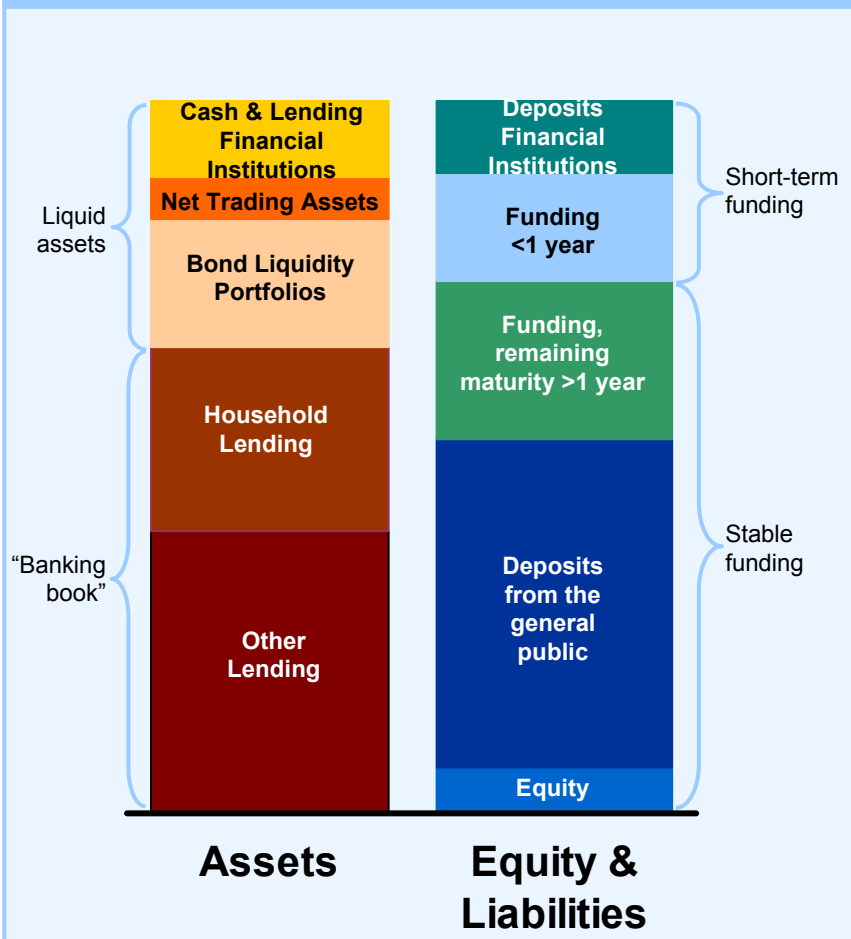 Cash & Lending
Financial
Institutions
Net Trading Assets
Bond Liquidity
Portfolios
Household
Lending
Other
Lending
Liquid
assets
“Banking
book”
Deposits
Financial
Institutions
Funding
<1 year
Funding,
remaining
maturity >1 year
Deposits
from the
general
public
Equity
Short-term
funding
Stable
funding
Assets
Equity &
Liabilities